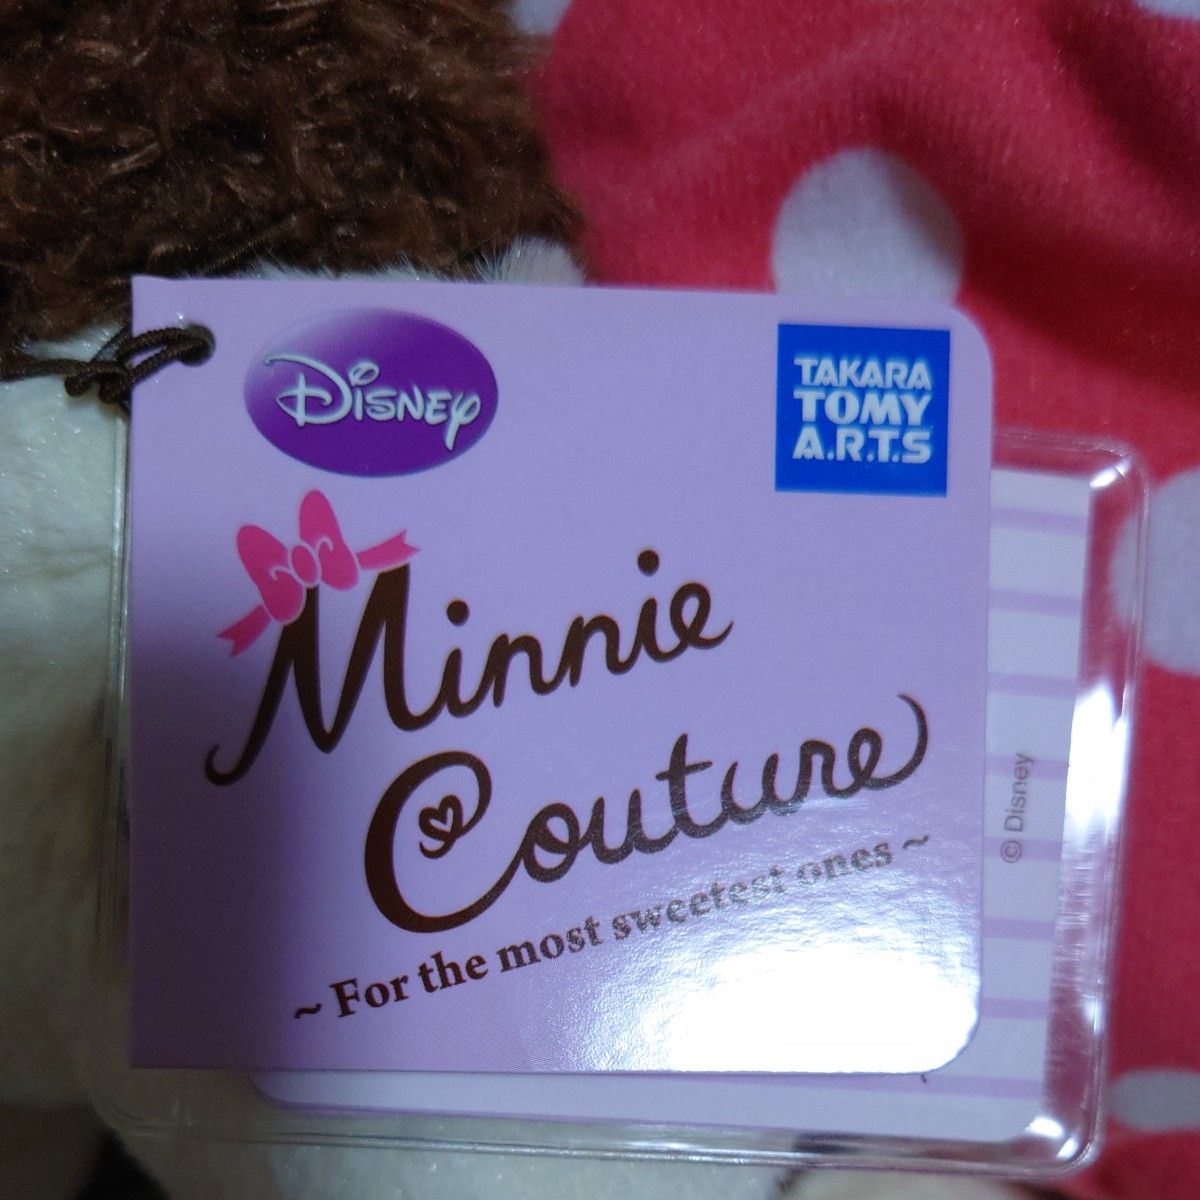 Disney
TAKARA
TOMY
A.R.T.S
Minnie
Couture
~ For the most sweetest ones ~
© Disney